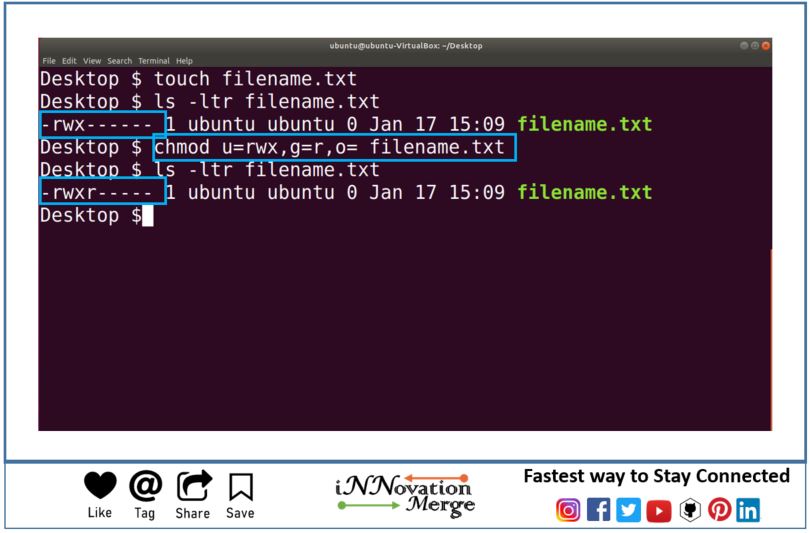 ubuntu@ubuntu-VirtualBox: ~/Desktop
File Edit View Search Terminal Help
Desktop $ touch filename.txt
Desktop $ ls -ltr filename.txt
-rwx------ 1 ubuntu ubuntu 0 Jan 17 15:09 filename.txt
Desktop $ chmod u=rwx,g=r,o= filename.txt
Desktop $ ls -ltr filename.txt
-rwxr----- 1 ubuntu ubuntu 0 Jan 17 15:09 filename.txt
Desktop $
Like Tag Share Save
iNNovation
Merge
Fastest way to Stay Connected